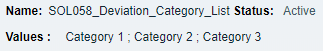 Name: SOL058_Deviation_Category_List Status: Active
Values : Category 1 ; Category 2 ; Category 3